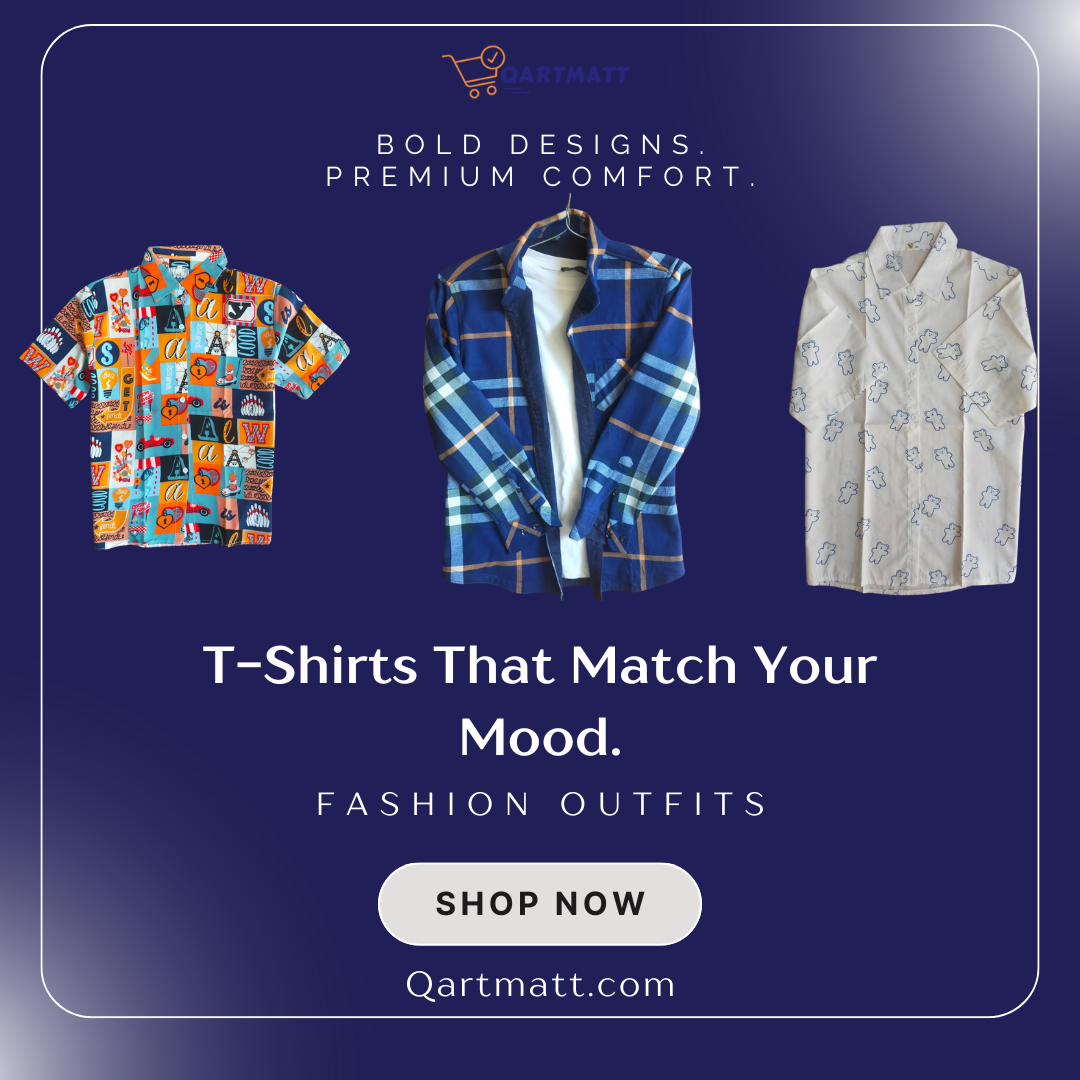 QARTMATT
BOLD DESIGNS.
PREMIUM COMFORT.
T-Shirts That Match Your
Mood.
FASHION OUTFITS
SHOP NOW
Qartmatt.com